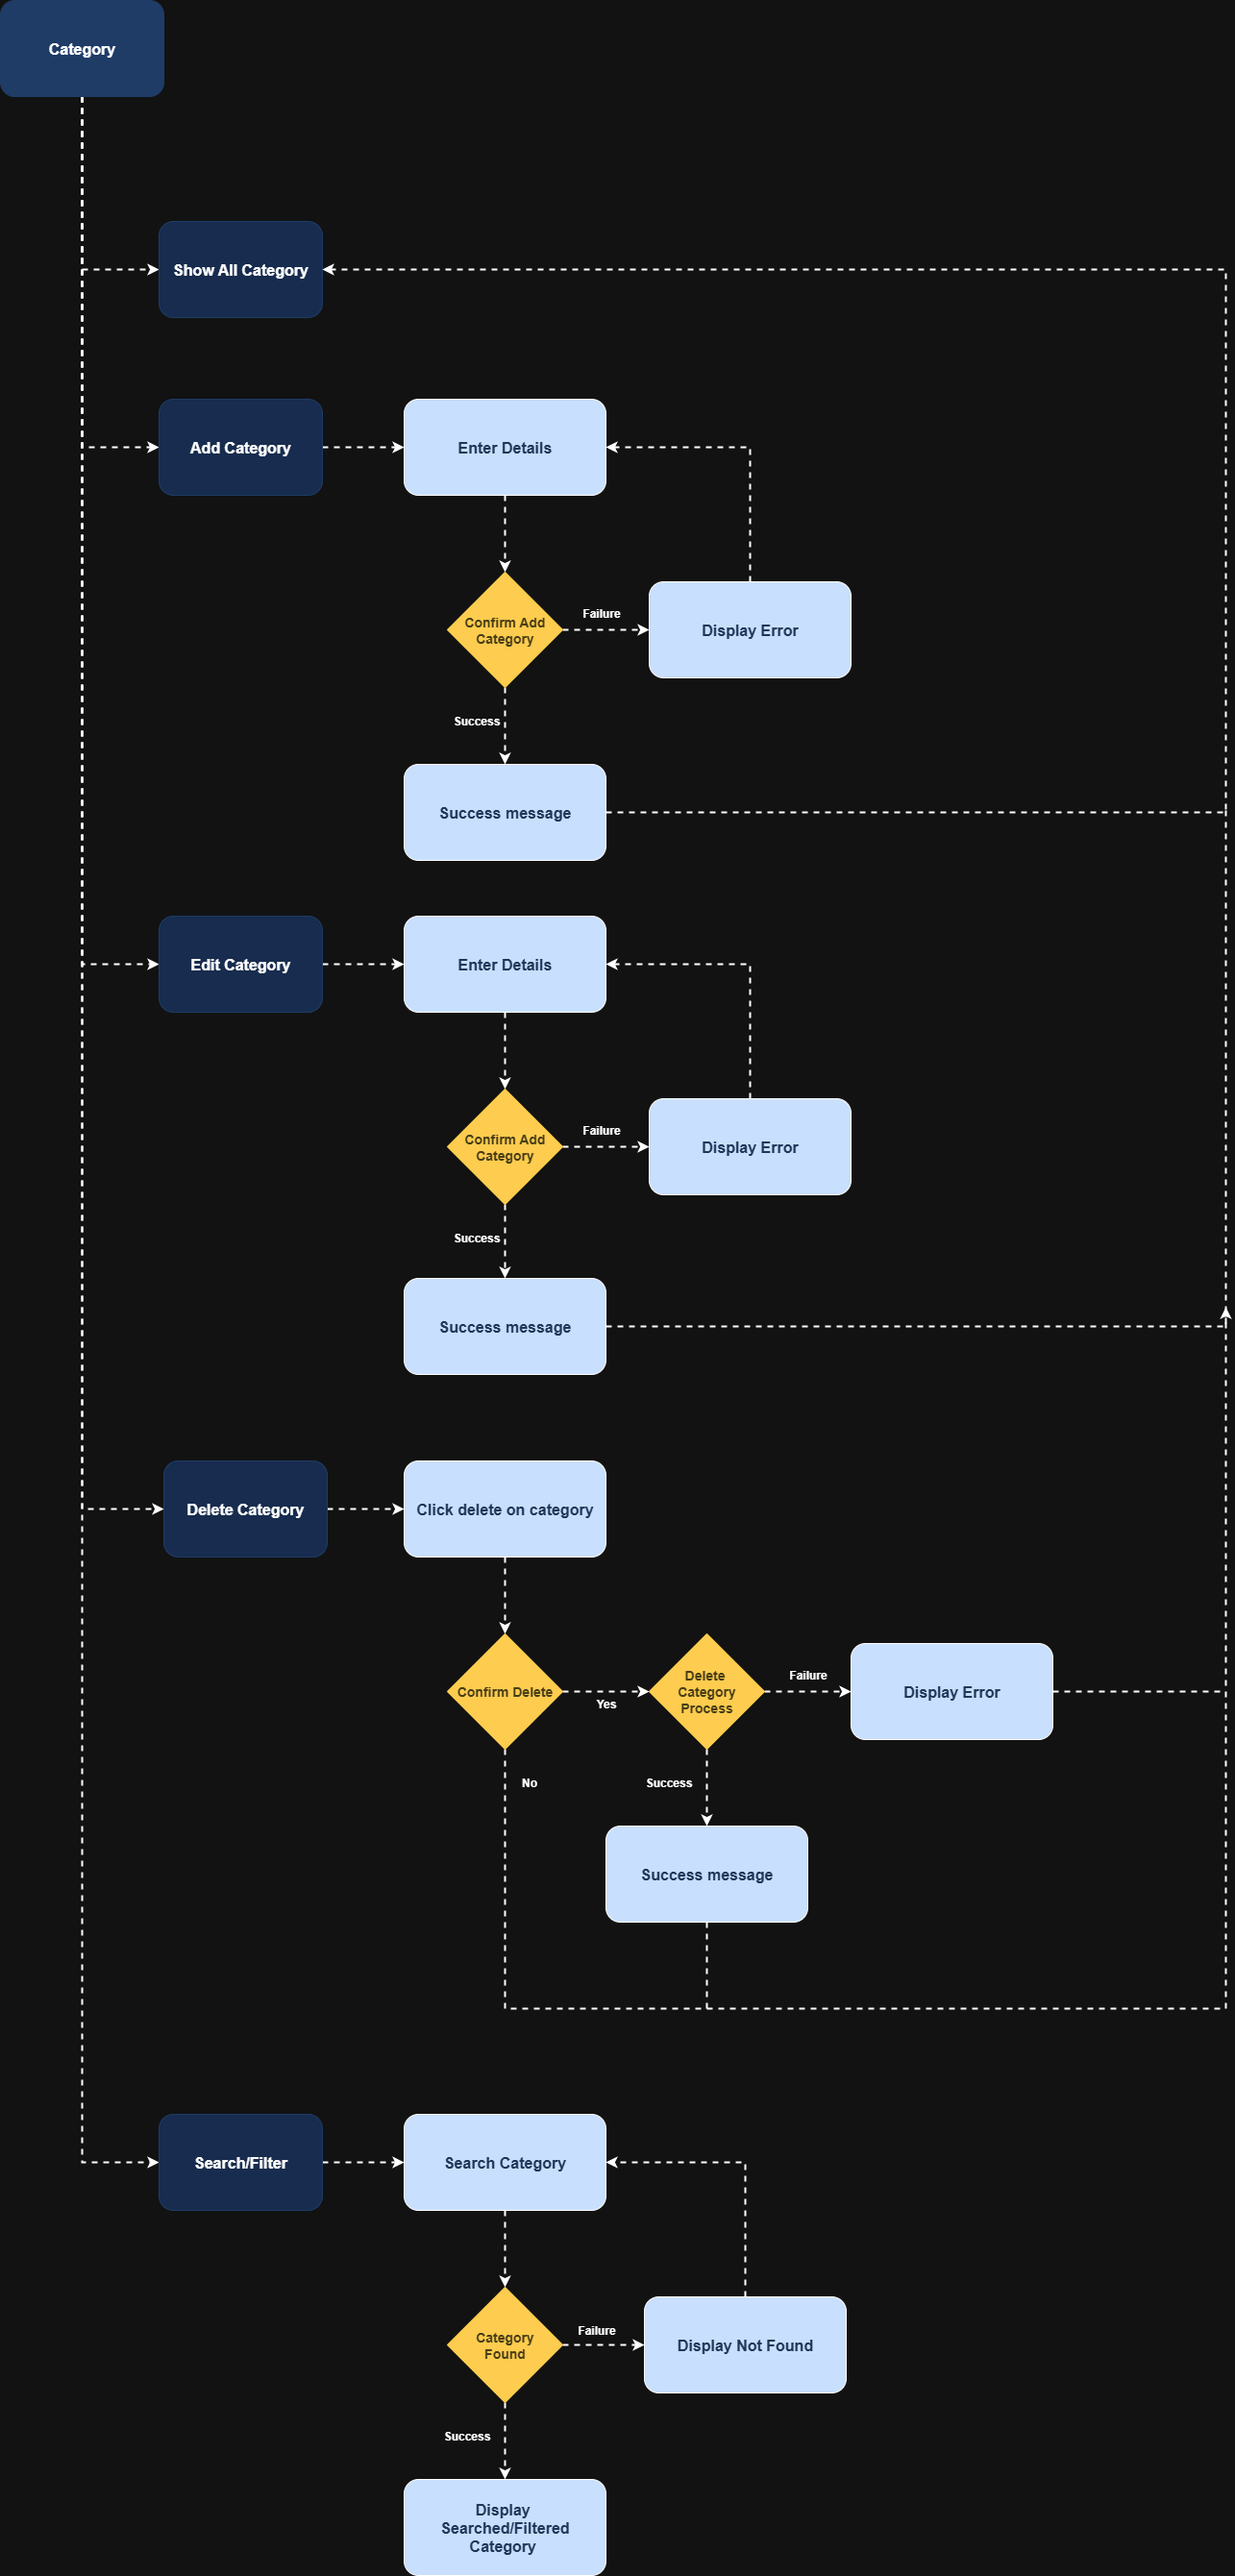 Category
Show All Category
Add Category
Enter Details
Confirm Add
Category
Failure
Display Error
Success
Success message
Edit Category
Enter Details
Confirm Add
Category
Failure
Display Error
Success
Success message
Delete Category
Click delete on category
Confirm Delete
Yes
Delete
Category
Process
Failure
Display Error
No
Success
Success message
Search/Filter
Search Category
Category
Found
Failure
Display Not Found
Success
Display
Searched/Filtered
Category